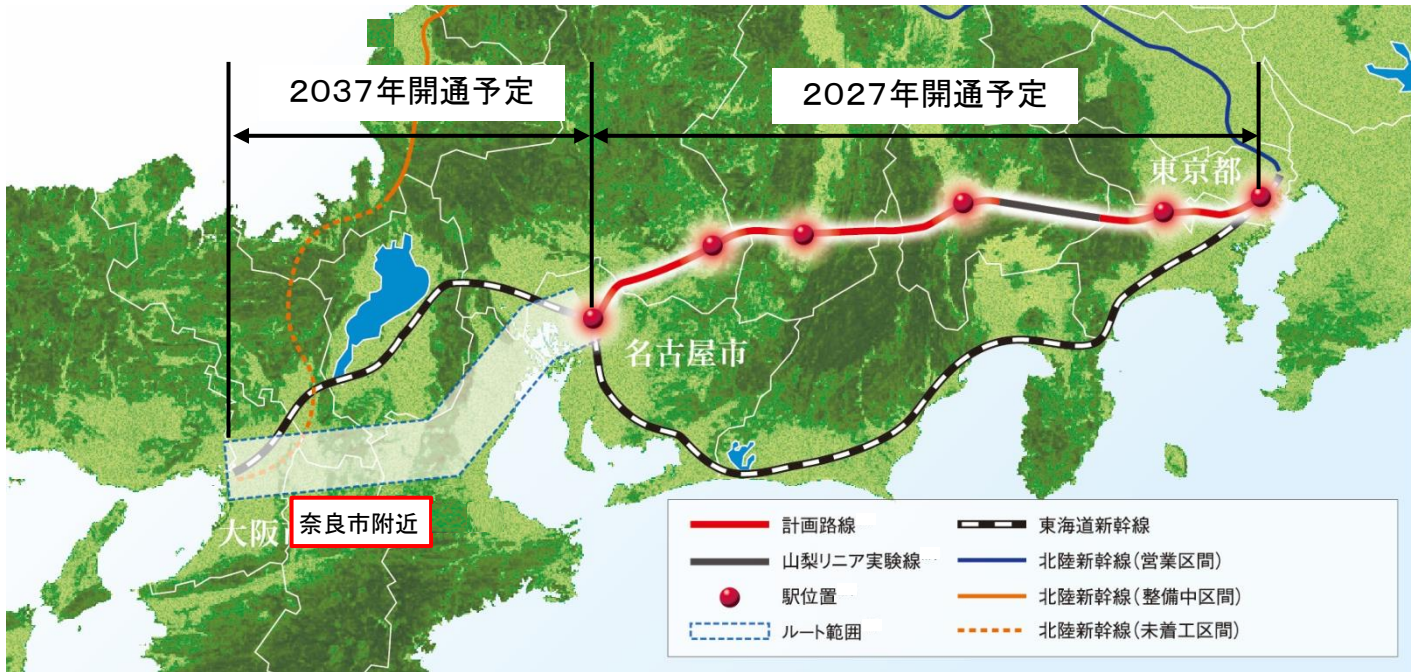 2037年開通予定
2027年開通予定
東京都
名古屋市
大阪
奈良市附近
計画路線
東海道新幹線
山梨リニア実験線
北陸新幹線(営業区間)
駅位置
北陸新幹線(整備中区間)
ルート範囲
北陸新幹線(未着工区間)